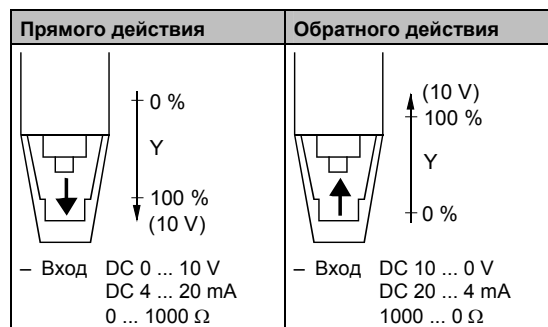 Прямого действия
0 %
Y
100 %
(10 V)
– Вход DC 0 ... 10 V
DC 4 ... 20 mA
0 ... 1000 Ω
Обратного действия
(10 V)
100 %
Y
0 %
– Вход DC 10 ... 0 V
DC 20 ... 4 mA
1000 ... 0 Ω